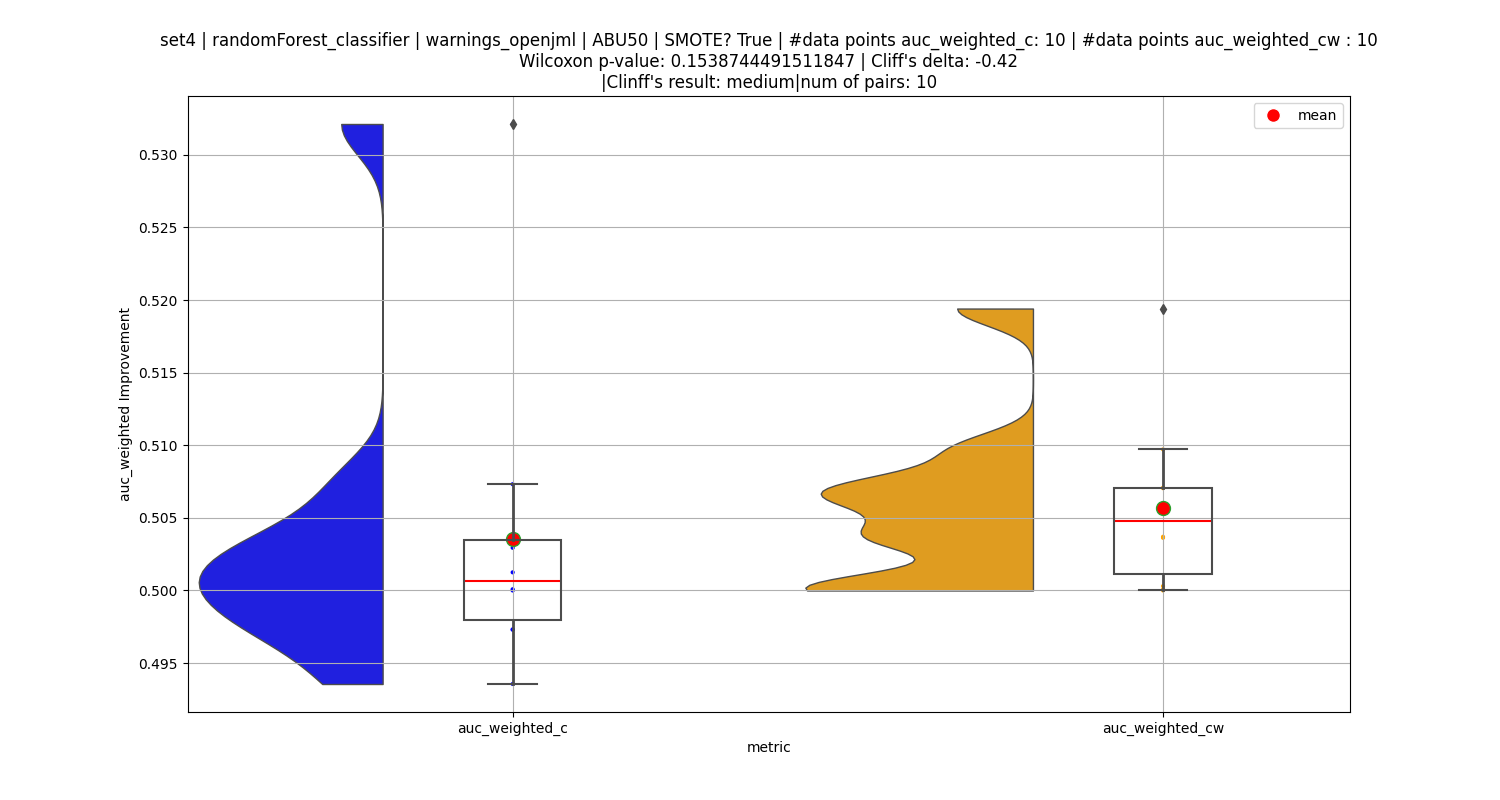 set4 | randomForest_classifier | warnings_openjml | ABU50 | SMOTE? True | #data points auc_weighted_c: 10 | #data points auc_weighted_cw : 10
Wilcoxon p-value: 0.1538744491511847 | Cliff's delta: -0.42
|Clinff's result: medium|num of pairs: 10
mean
0.530
0.525
0.520
0.515
0.510
0.505
0.500
0.495
auc_weighted Improvement
auc_weighted_c
auc_weighted_cw
metric